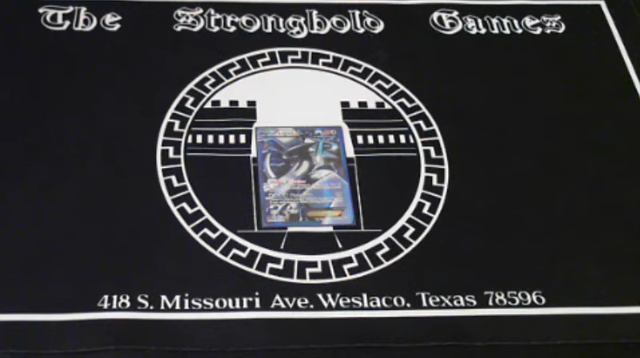 The Stronghold Games
418 S. Missouri Ave. Weslaco, Texas 78596